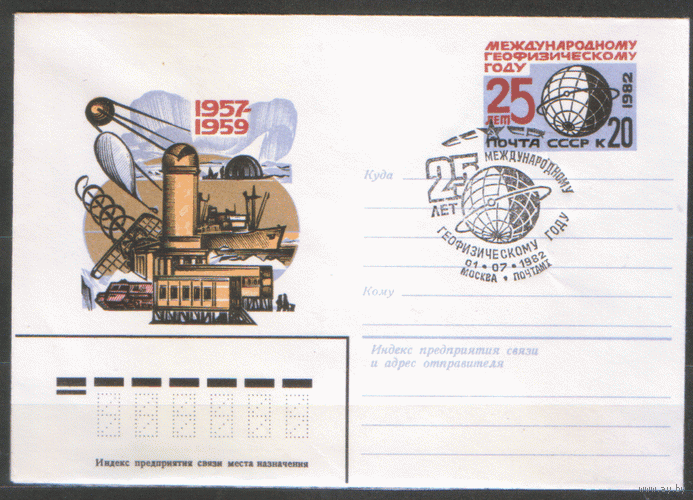 МЕЖДУНАРОДНОМУ
ГЕОФИЗИЧЕСКОМУ
ГОДУ
25
ЛЕТ
1982
ПОЧТА СССР К 20
1957-
1959
Куда
25
ЛЕТ
МЕЖДУНАРОДНОМУ
ГЕОФИЗИЧЕСКОМУ ГОДУ
01 • 07 • 1982
МОСКВА • ПОЧТАМТ
Кому
Индекс предприятия связи
и адрес отправителя
Индекс предприятия связи места назначения